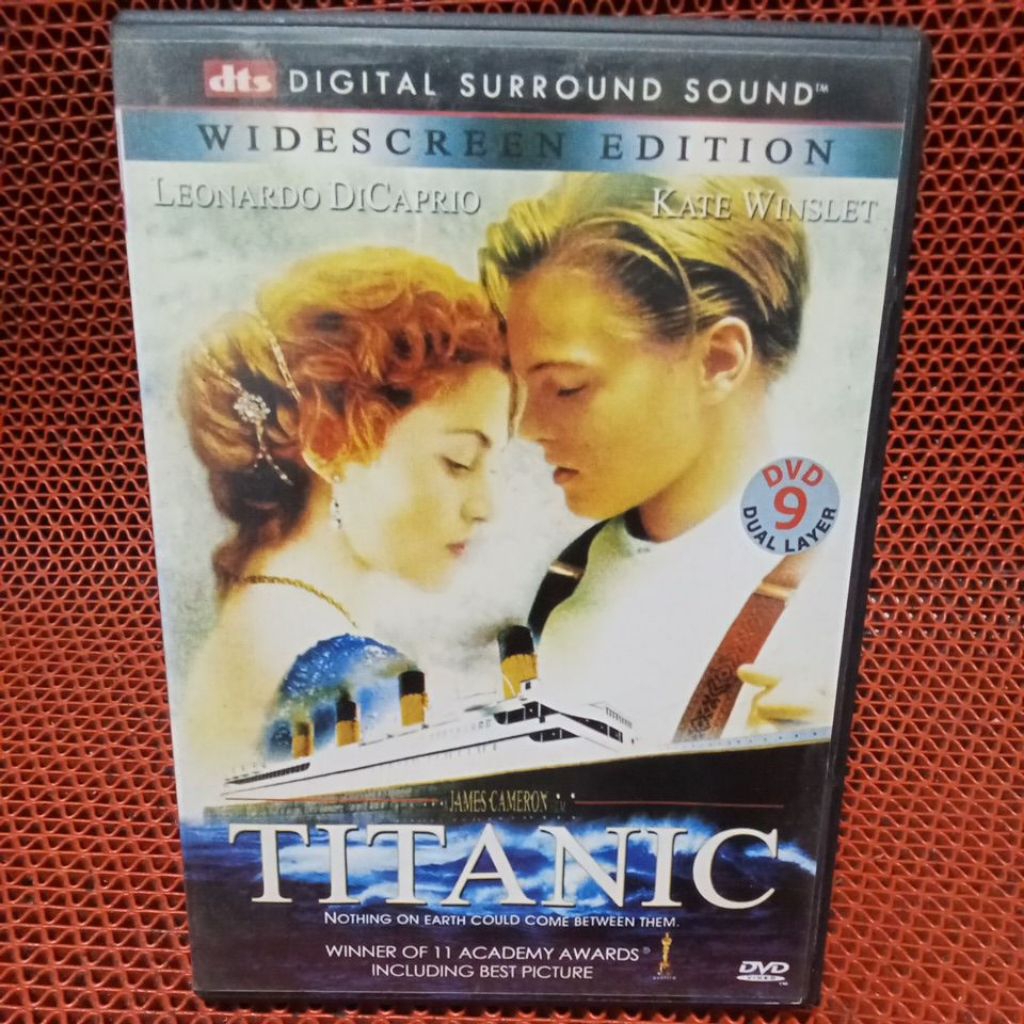 dts DIGITAL SURROUND SOUND™
WIDESCREEN EDITION
LEONARDO DICAPRIO KATE WINSLET
DVD
9
DUAL LAYER
JAMES CAMERON
TITANIC
NOTHING ON EARTH COULD COME BETWEEN THEM.
WINNER OF 11 ACADEMY AWARDS®
INCLUDING BEST PICTURE
DVD
VIDEO